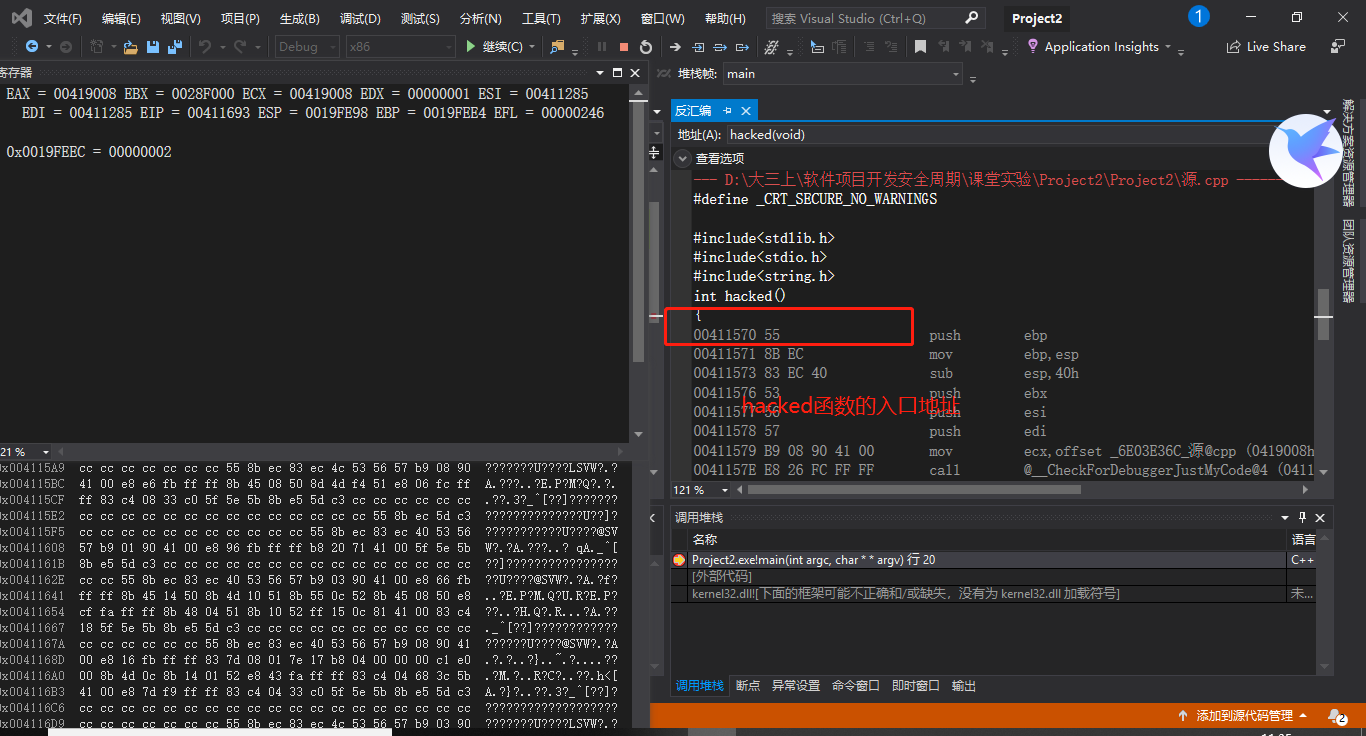 文件(F) 编辑(E) 视图(V) 项目(P) 生成(B) 调试(D) 测试(S) 分析(N) 工具(T) 扩展(X) 窗口(W) 帮助(H) 搜索 Visual Studio (Ctrl+Q) Project2 1
Debug x86 继续(C) Application Insights Live Share
寄存器
EAX = 00419008 EBX = 0028F000 ECX = 00419008 EDX = 00000001 ESI = 00411285
EDI = 00411285 EIP = 00411693 ESP = 0019FE98 EBP = 0019FEE4 EFL = 00000246
0x0019FEEC = 00000002
堆栈帧: main
反汇编
地址(A): hacked(void)
查看选项
--- D:\大三上\软件项目开发安全周期\课堂实验\Project2\Project2\源.cpp
#define _CRT_SECURE_NO_WARNINGS
#include<stdlib.h>
#include<stdio.h>
#include<string.h>
int hacked()
{
00411570 55 push ebp
00411571 8B EC mov ebp,esp
00411573 83 EC 40 sub esp,40h
00411576 53 push ebx
00411577 56 push esi
hacked函数的入口地址
00411578 57 push edi
00411579 B9 08 90 41 00 mov ecx,offset _6E03E36C_源@cpp (0419008h
0041157E E8 26 FC FF FF call @__CheckForDebuggerJustMyCode@4 (0411
121 %
解决方案资源管理器
团队资源管理器
21 %
0x004115A9 cc cc cc cc cc cc cc 55 8b ec 83 ec 4c 53 56 57 b9 08 90 ???????U????LSVW?.?
0x004115BC 41 00 e8 e6 fb ff ff 8b 45 08 50 8d 4d f4 51 e8 06 fc ff
0x004115CF ff 83 c4 08 33 c0 5f 5e 5b 8b e5 5d c3 cc cc cc cc cc cc
0x004115E2 cc cc cc cc cc cc cc cc cc cc cc cc cc cc 55 8b ec 5d c3
0x004115F5 cc cc cc cc cc cc cc cc cc cc cc cc 55 8b ec 83 ec 40 53 56
0x00411608 57 b9 01 90 41 00 e8 96 fb ff ff b8 20 71 41 00 5f 5e 5b
0x0041161B 8b e5 5d c3 cc cc cc cc cc cc cc cc cc cc cc cc cc cc cc
0x0041162E cc cc 55 8b ec 83 ec 40 53 56 57 b9 03 90 41 00 e8 66 fb
0x00411641 ff ff 8b 45 14 50 8b 4d 10 51 8b 55 0c 52 8b 45 08 50 e8
0x00411654 cf fa ff ff 8b 48 04 51 8b 10 52 ff 15 0c 81 41 00 83 c4
0x00411667 18 5f 5e 5b 8b e5 5d c3 cc cc cc cc cc cc cc cc cc cc cc
0x0041167A cc cc cc cc cc cc 55 8b ec 83 ec 40 53 56 57 b9 08 90 41
0x0041168D 00 e8 16 fb ff ff 83 7d 08 01 7e 17 b8 04 00 00 00 c1 e0
0x004116A0 00 8b 4d 0c 8b 14 01 52 e8 43 fa ff ff 83 c4 04 68 3c 5b
0x004116B3 41 00 e8 7d f9 ff ff 83 c4 04 33 c0 5f 5e 5b 8b e5 5d c3
0x004116C6 cc cc cc cc cc cc cc cc cc cc cc cc cc cc cc cc cc cc cc ???????????????????
0x004116D9 cc cc cc cc cc cc 55 8b ec 83 ec 4c 53 56 57 b9 03 90
调用堆栈
名称 语言
Project2.exe!main(int argc, char * * argv) 行 20 C++
[外部代码]
kernel32.dll![下面的框架可能不正确和/或缺失，没有为 kernel32.dll 加载符号] 未...
调用堆栈 断点 异常设置 命令窗口 即时窗口 输出
添加到源代码管理 2